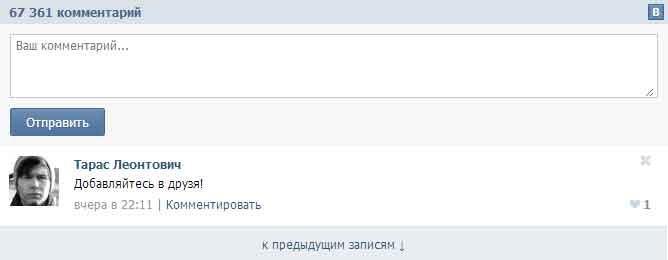 67 361 комментарий
В
Ваш комментарий...
Отправить
Тарас Леонтович
Добавляйтесь в друзя!
вчера в 22:11 | Комментировать
1
к предыдущим записям ↓